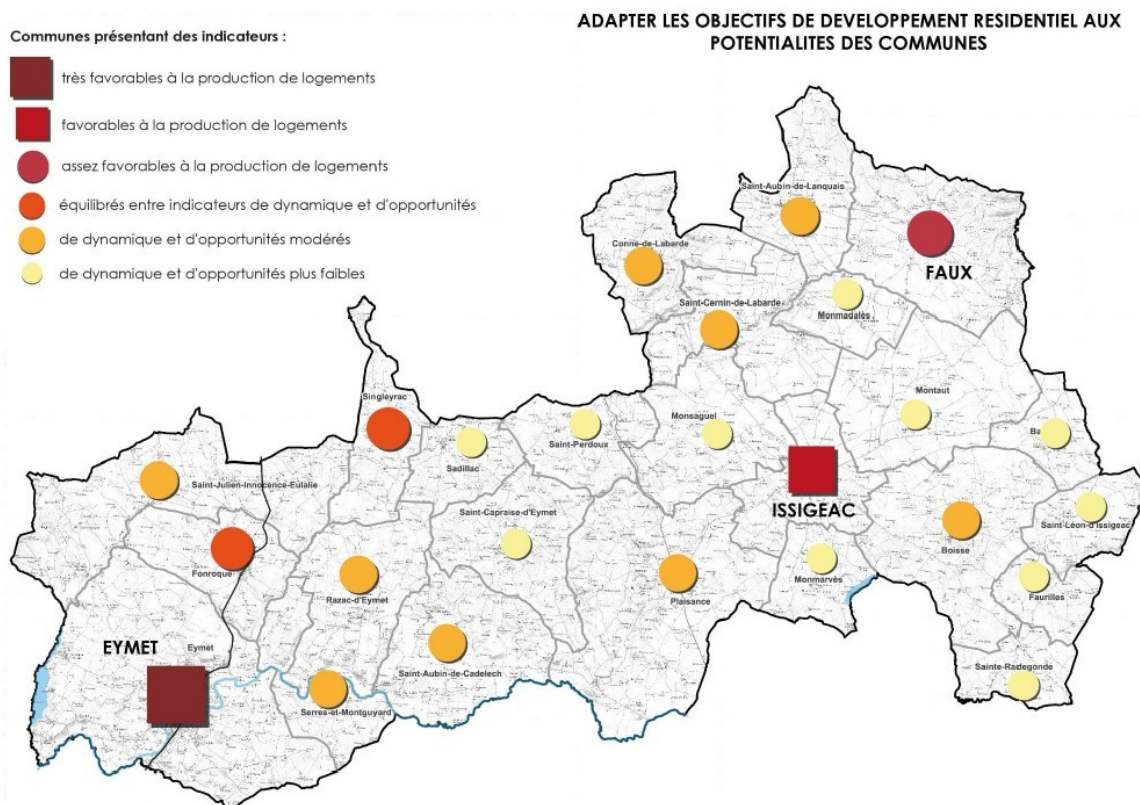 ADAPTER LES OBJECTIFS DE DEVELOPPEMENT RESIDENTIEL AUX
POTENTIALITES DES COMMUNES
Communes présentant des indicateurs :
très favorables à la production de logements
favorables à la production de logements
assez favorables à la production de logements
équilibrés entre indicateurs de dynamique et d'opportunités
de dynamique et d'opportunités modérés
de dynamique et d'opportunités plus faibles
Saint-Aubin-de-Lanquais
Conne-de-Labarde
FAUX
Saint-Cernin-de-Labarde
Monmadalès
Singleyrac
Montaut
Monsaguel
Saint-Perdoux
Sadillac
Saint-Julien-Innocence-Eulalie
ISSIGEAC
Saint-Capraise-d'Eymet
Saint-Léon-d'Issigeac
Boisse
Fonroque
Monmarvès
Razac-d'Eymet
Plaisance
Faurilles
EYMET
Eymet
Saint-Aubin-de-Cadelech
Sainte-Radegonde
Serres-et-Montguyard